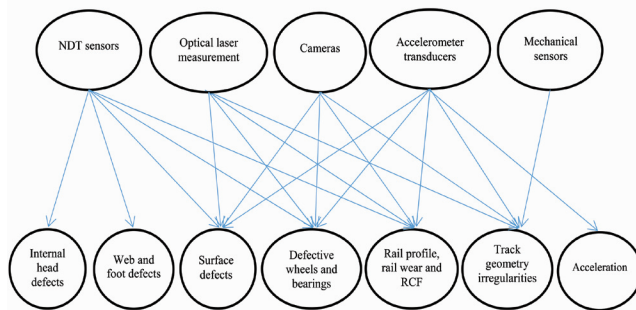 NDT sensors
Optical laser
measurement
Cameras
Accelerometer
transducers
Mechanical
sensors
Internal
head
defects
Web and
foot defects
Surface
defects
Defective
wheels and
bearings
Rail profile,
rail wear and
RCF
Track
geometry
irregularities
Acceleration